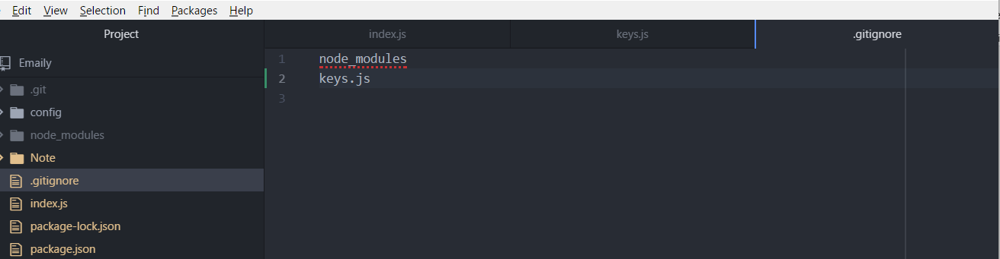 Edit View Selection Find Packages Help
Project
index.js keys.js .gitignore
Emaily
.git
config
node_modules
Note
.gitignore
index.js
package-lock.json
package.json
1 node_modules
2 keys.js
3